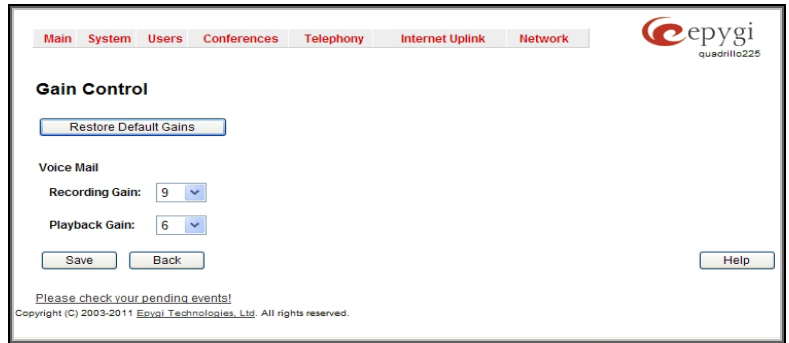 Main System Users Conferences Telephony Internet Uplink Network
epygi
quadrillo225
Gain Control
Restore Default Gains
Voice Mail
Recording Gain: 9
Playback Gain: 6
Save Back Help
Please check your pending events!
Copyright (C) 2003-2011 Epygi Technologies, Ltd. All rights reserved.